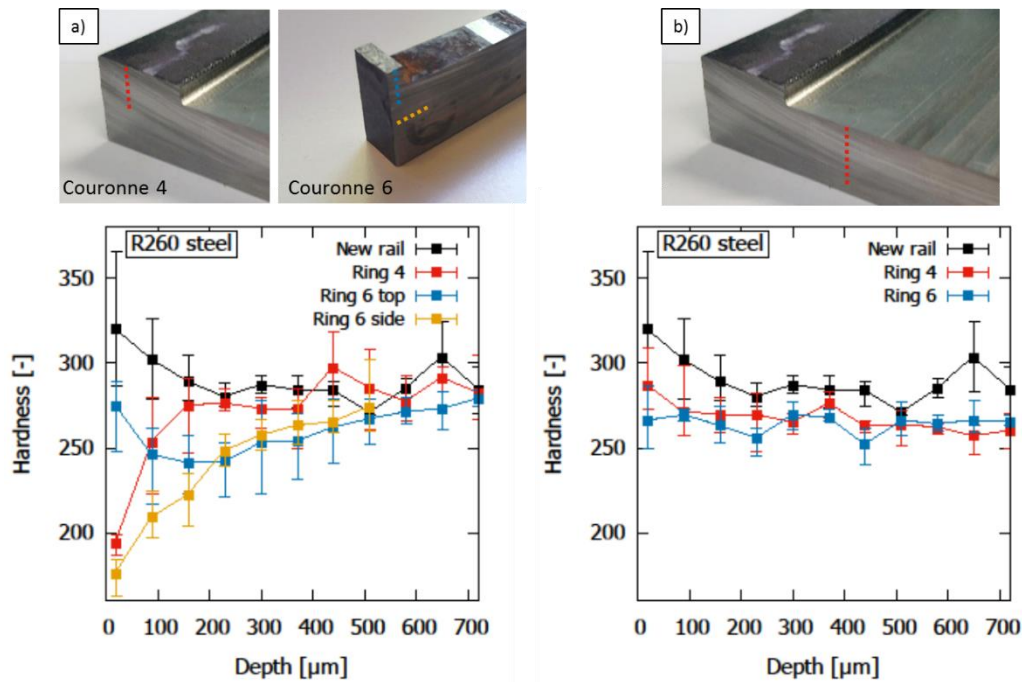 a)
Couronne 4
Couronne 6
b)
R260 steel
New rail
Ring 4
Ring 6 top
Ring 6 side
350
300
250
200
Hardness [-]
0 100 200 300 400 500 600 700
Depth [µm]
R260 steel
New rail
Ring 4
Ring 6
350
300
250
200
Hardness [-]
0 100 200 300 400 500 600 700
Depth [µm]